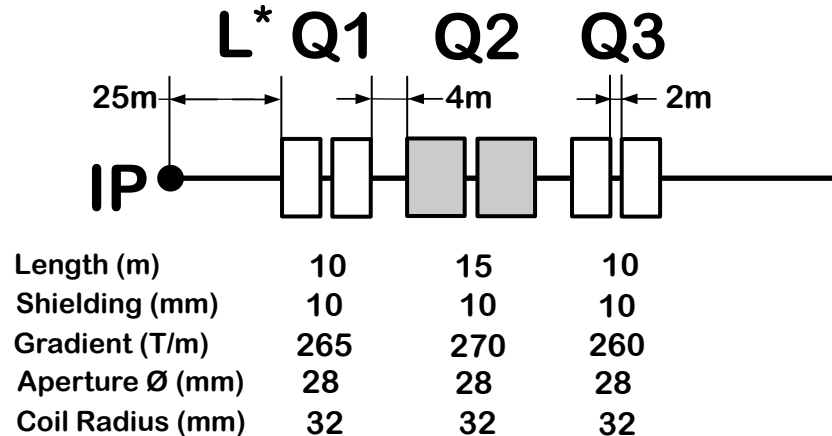 L* Q1 Q2 Q3
25m 4m 2m
IP
Length (m) 10 15 10
Shielding (mm) 10 10 10
Gradient (T/m) 265 270 260
Aperture Ø (mm) 28 28 28
Coil Radius (mm) 32 32 32